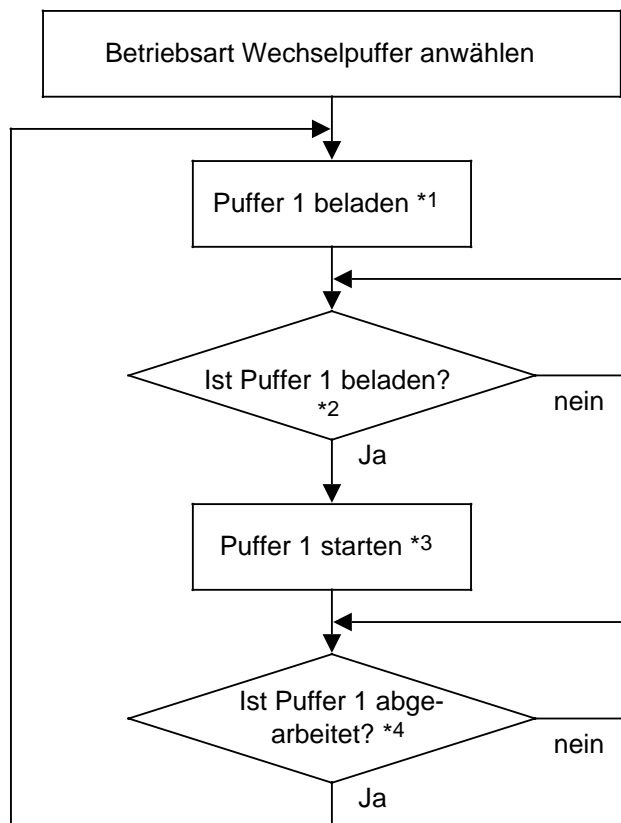 Betriebsart Wechselpuffer anwählen
Puffer 1 beladen *1
Ist Puffer 1 beladen?
*2
nein
Ja
Puffer 1 starten *3
Ist Puffer 1 abge-
arbeitet? *4
nein
Ja